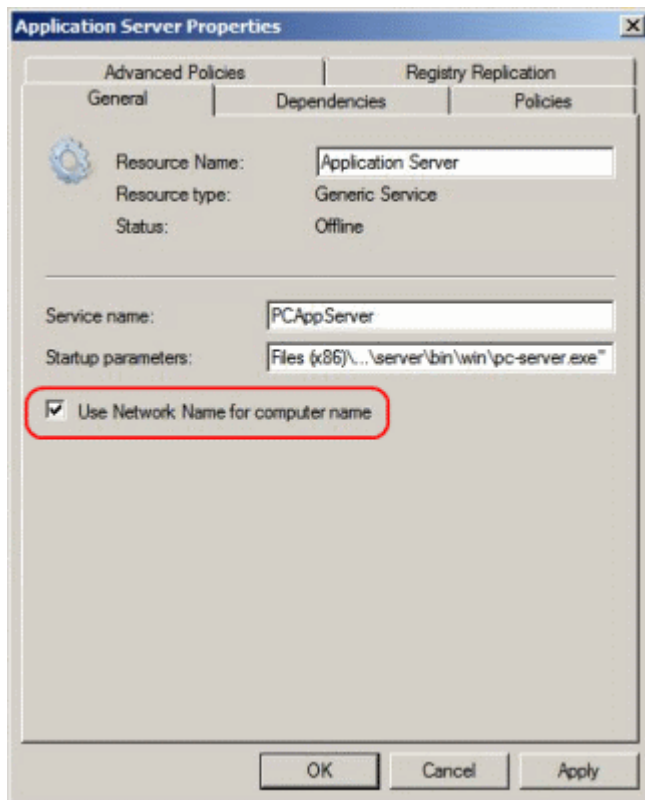 Application Server Properties
Advanced Policies Registry Replication
General Dependencies Policies
Resource Name: Application Server
Resource type: Generic Service
Status: Offline
Service name: PCAppServer
Startup parameters: Files (x86)\...\server\bin\win\pc-server.exe"
Use Network Name for computer name
OK Cancel Apply